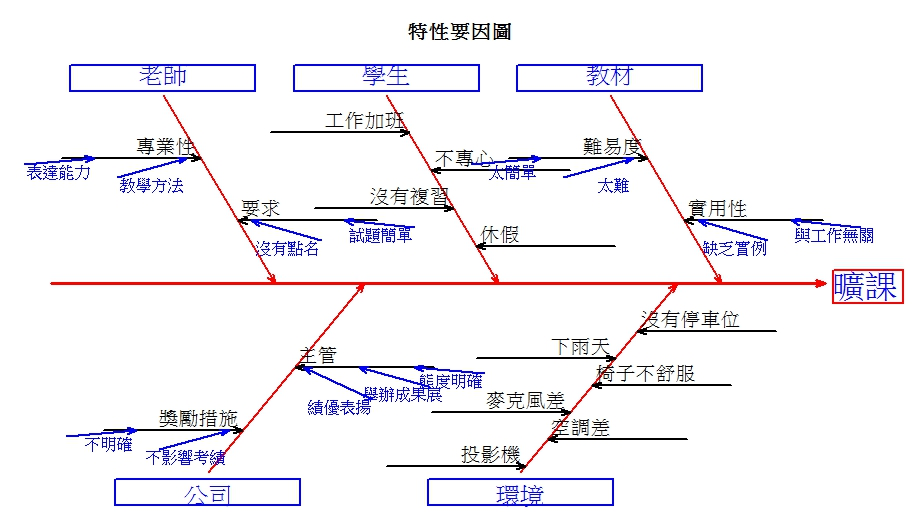 特性要因圖
老師
學生
教材
工作加班
專業性
不專心
難易度
表達能力
教學方法
太簡單
太難
沒有複習
要求
實用性
沒有點名
試題簡單
休假
缺乏實例
與工作無關
曠課
沒有停車位
主管
下雨天
態度明確
舉辦成果展
績優表揚
椅子不舒服
麥克風差
獎勵措施
空調差
不明確
不影響考績
投影機
公司
環境